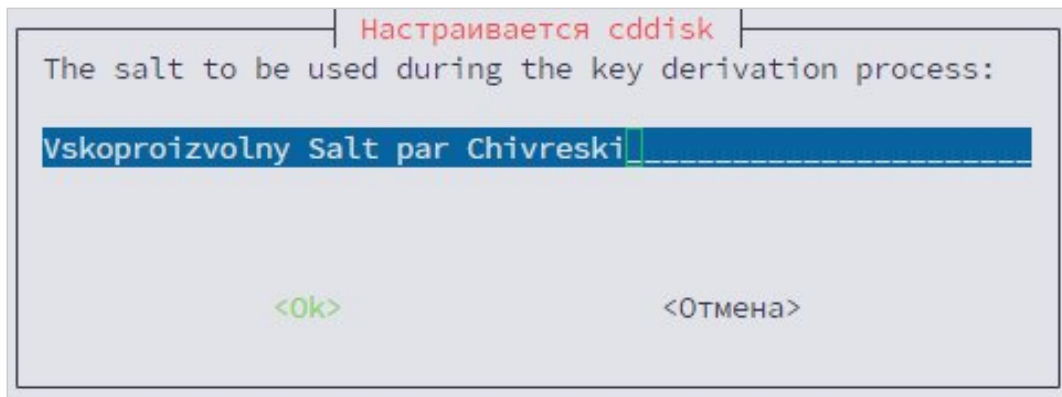 Настраивается cddisk
The salt to be used during the key derivation process:
Vskoproizvolny Salt par Chivreski
<Ok> <Отмена>